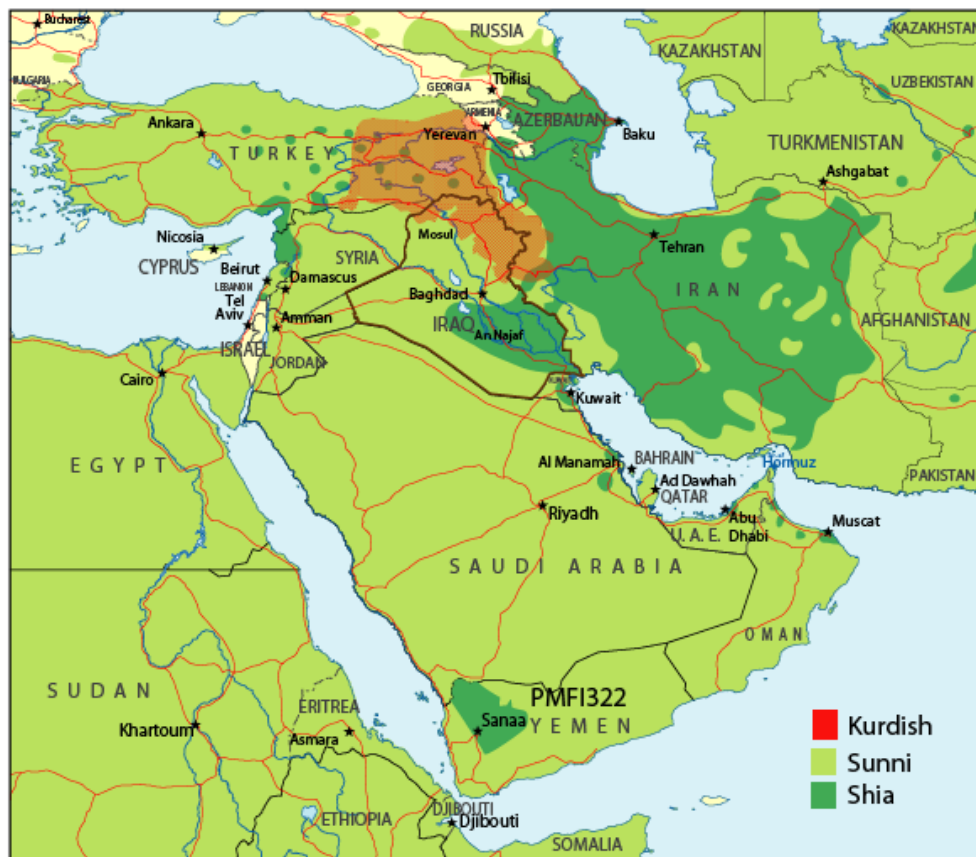 Bucharest
RUSSIA
KAZAKHSTAN
KAZAKHSTAN
BULGARIA
UZBEKISTAN
Tbilisi
GEORGIA
ARMENIA
AZERBAIJAN
Baku
Ankara
TURKEY
Yerevan
TURKMENISTAN
Ashgabat
Nicosia
Mosul
Tehran
CYPRUS
SYRIA
Beirut
LEBANON
Damascus
Baghdad
IRAN
Tel
Aviv
Amman
IRAQ
An Najaf
AFGHANISTAN
ISRAEL
JORDAN
Cairo
Kuwait
EGYPT
Al Manamah
BAHRAIN
Hormuz
PAKISTAN
Ad Dawhah
QATAR
Riyadh
U.A.E.
Abu
Dhabi
Muscat
SAUDI ARABIA
OMAN
SUDAN
PMFI322
ERITREA
Sanaa
YEMEN
Khartoum
Asmara
Kurdish
Sunni
Shia
DJIBOUTI
Djibouti
ETHIOPIA
SOMALIA